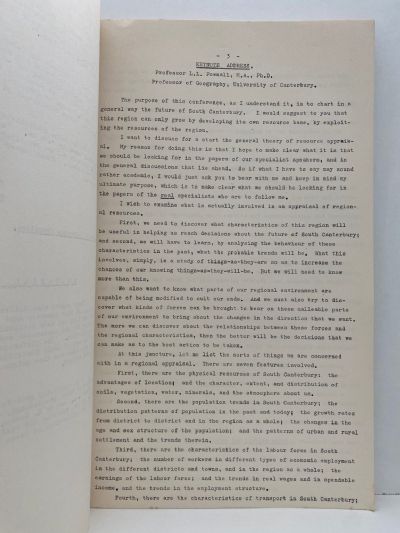 - 3 -
KEYNOTE ADDRESS.
Professor L.L. Pownall, M.A., Ph.D.
Professor of Geography, University of Canterbury.
The purpose of this conference, as I understand it, is to chart in a
general way the future of South Canterbury. I would suggest to you that
this region can only grow by developing its own resource base, by exploit-
ing the resources of the region.
I want to discuss for a start the general theory of resource apprais-
al. My reason for doing this is that I hope to make clear what it is that
we should be looking for in the papers of our specialist speakers, and in
the general discussions that lie ahead. So if what I have to say may sound
rather academic, I would just ask you to bear with me and keep in mind my
ultimate purpose, which is to make clear what we should be looking for in
the papers of the real specialists who are to follow me.
I wish to examine what is actually involved in an appraisal of region-
al resources.
First, we need to discover what characteristics of this region will
be useful in helping us reach decisions about the future of South Canterbury;
and second, we will have to learn, by analysing the behaviour of these
characteristics in the past, what the probable trends will be. What this
involves, simply, is a study of things-as-they-are so as to increase the
chances of our knowing things-as-they-will-be. But we will need to know
more than this.
We also want to know what parts of our regional environment are
capable of being modified to suit our ends. And we must also try to dis-
cover what kinds of forces can be brought to bear on these malleable parts
of our environment to bring about the changes in the direction that we want.
The more we can discover about the relationships between these forces and
the regional characteristics, then the better will be the decisions that we
can make as to the best action to be taken.
At this juncture, let me list the sorts of things we are concerned
with in a regional appraisal. There are seven features involved.
First, there are the physical resources of South Canterbury: the
advantages of location; and the character, extent, and distribution of
soils, vegetation, water, minerals, and the atmosphere about us.
Second, there are the population trends in South Canterbury; the
distribution patterns of population in the past and today; the growth rates
from district to district and in the region as a whole; the changes in the
age and sex structure of the population; and the patterns of urban and rural
settlement and the trends therein.
Third, there are the characteristics of the labour force in South
Canterbury; the number of workers in different types of economic employment
in the different districts and towns, and in the region as a whole; the
earnings of the labour force; and the trends in real wages and in spendable
income, and the trends in the employment structure.
Fourth, there are the characteristics of transport in South Canterbury;